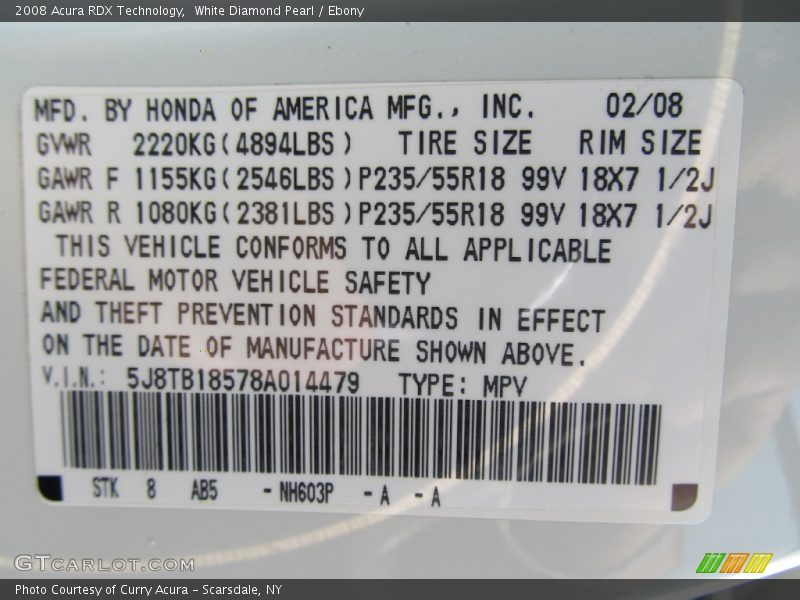 2008 Acura RDX Technology,  White Diamond Pearl / Ebony
MFD. BY HONDA OF AMERICA MFG., INC. 02/08
GVWR 2220KG(4894LBS) TIRE SIZE RIM SIZE
GAWR F 1155KG(2546LBS)P235/55R18 99V 18X7 1/2J
GAWR R 1080KG(2381LBS)P235/55R18 99V 18X7 1/2J
THIS VEHICLE CONFORMS TO ALL APPLICABLE
FEDERAL MOTOR VEHICLE SAFETY
AND THEFT PREVENTION STANDARDS IN EFFECT
ON THE DATE OF MANUFACTURE SHOWN ABOVE.
V.I.N.: 5J8TB18578A014479 TYPE: MPV
STK 8 AB5 -NH603P -A -A
GTCARLOT.COM
Photo Courtesy of Curry Acura - Scarsdale, NY